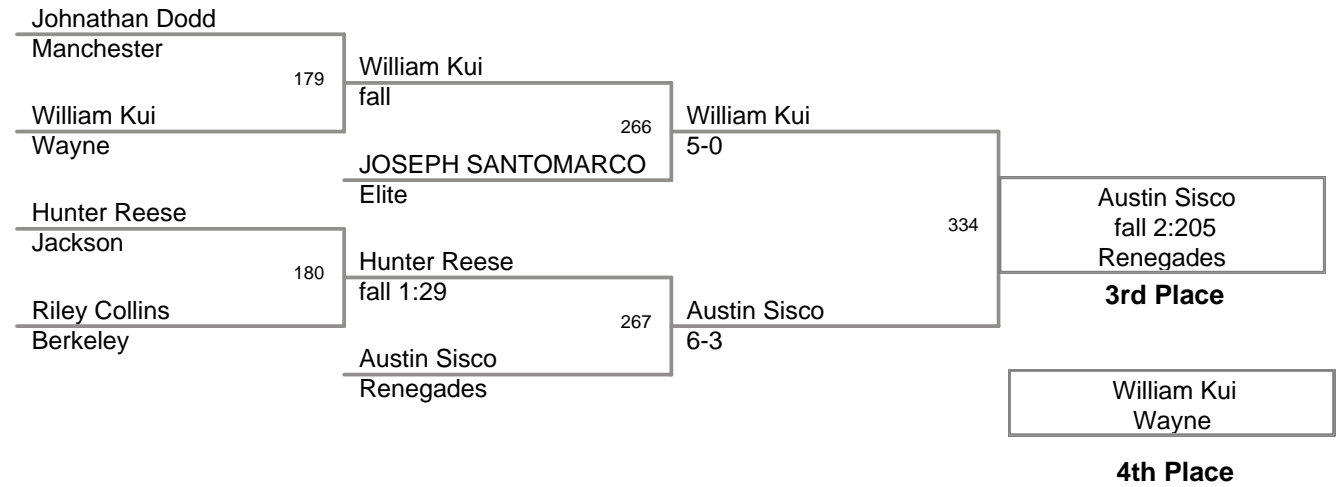 Johnathan Dodd
Manchester
179
William Kui
fall
William Kui
Wayne
266
William Kui
5-0
JOSEPH SANTOMARCO
Elite
Hunter Reese
Jackson
180
Hunter Reese
fall 1:29
Riley Collins
Berkeley
267
Austin Sisco
6-3
Austin Sisco
Renegades
334
Austin Sisco
fall 2:205
Renegades
3rd Place
William Kui
Wayne
4th Place